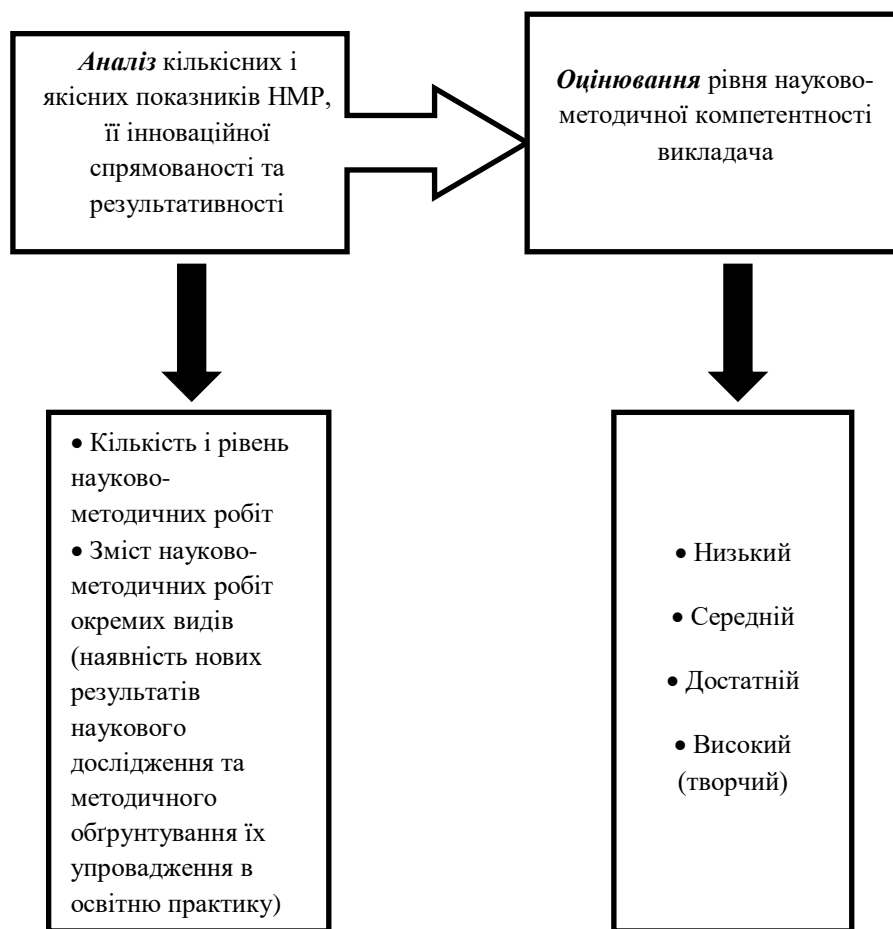 Аналіз кількісних і
якісних показників НМР,
її інноваційної
спрямованості та
результативності
Оцінювання рівня науково-
методичної компетентності
викладача
• Кількість і рівень
науково-
методичних робіт
• Зміст науково-
методичних робіт
окремих видів
(наявність нових
результатів
наукового
дослідження та
методичного
обґрунтування їх
упровадження в
освітню практику)
• Низький
• Середній
• Достатній
• Високий
(творчий)